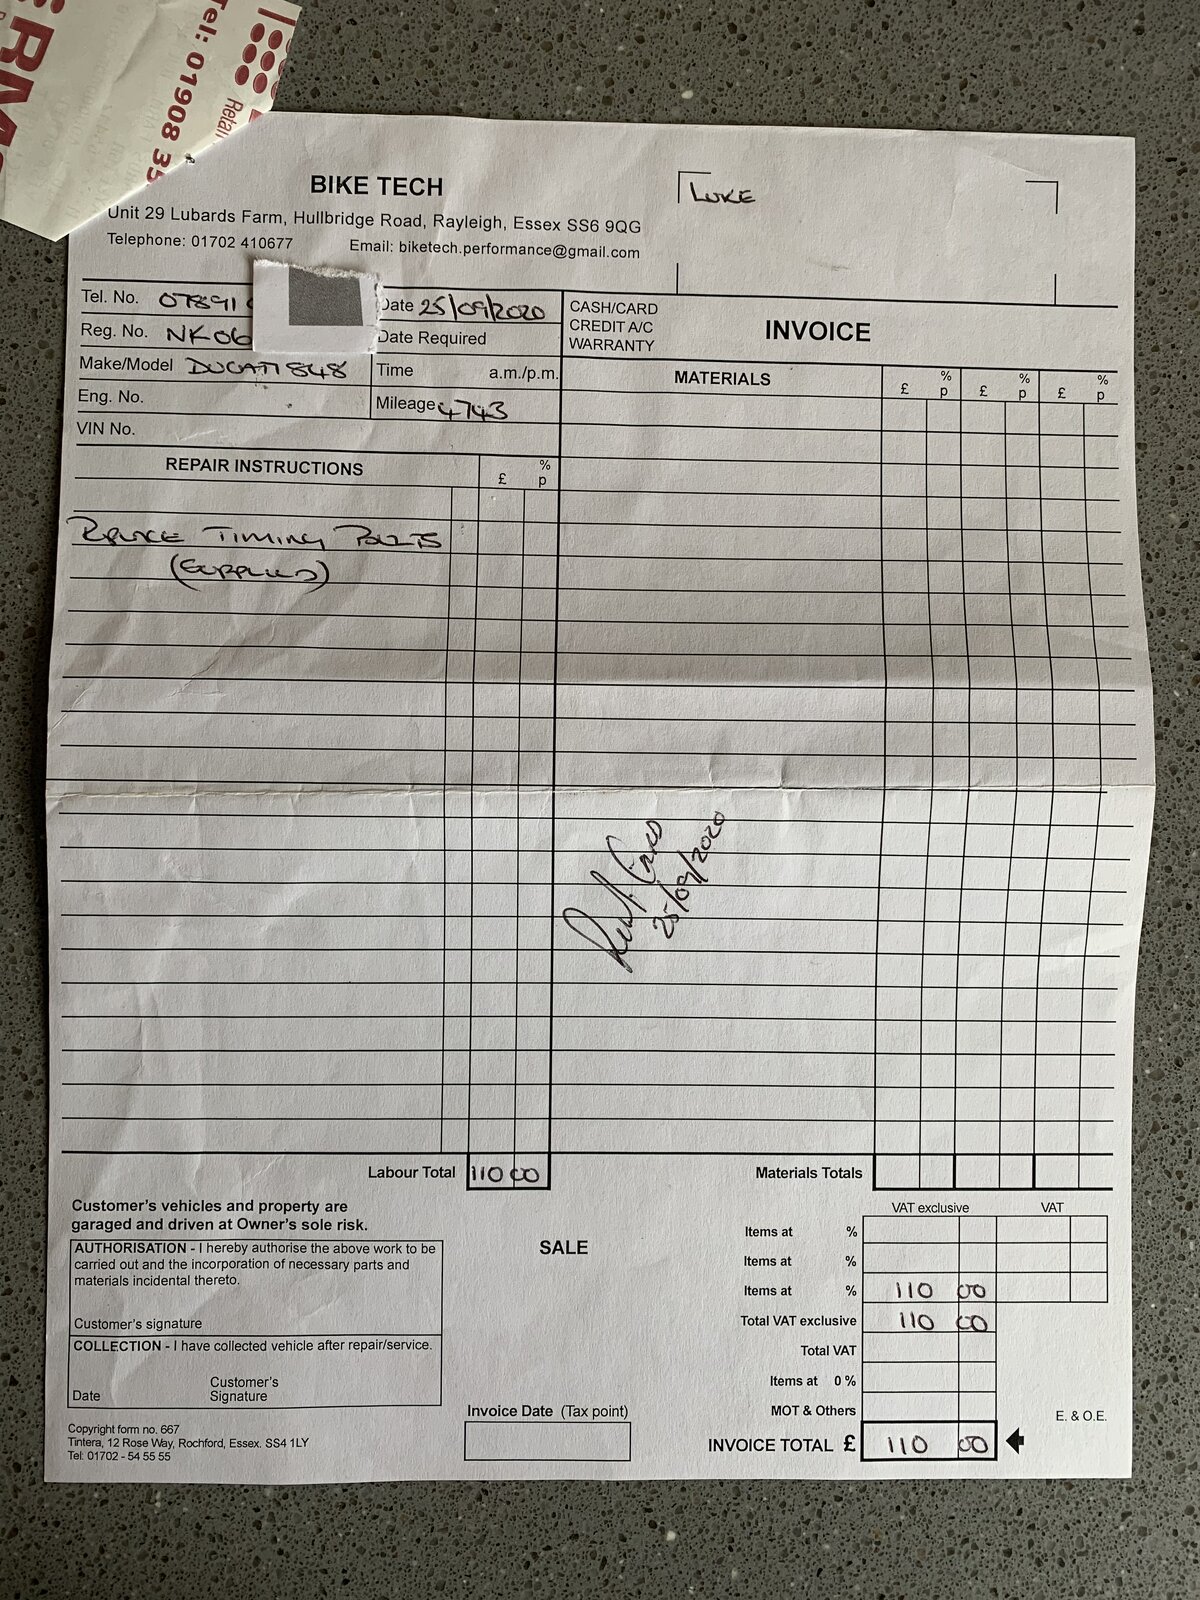 ERMS
Tel: 01908 35
Retail
BIKE TECH
Unit 29 Lubards Farm, Hullbridge Road, Rayleigh, Essex SS6 9QG
Telephone: 01702 410677 Email: biketech.performance@gmail.com
LUKE
Tel. No. 07891
Date 25/09/2020
Reg. No. NK06
Date Required
Make/Model DUCATI 848
Time a.m./p.m.
Eng. No.
Mileage 4743
VIN No.
CASH/CARD
CREDIT A/C
WARRANTY
INVOICE
REPAIR INSTRUCTIONS £ % p
MATERIALS £ % p £ % p £ % p
REPLACE TIMING BELTS
(SUPPLIED)
25/09/2020
Labour Total 110 00
Materials Totals
Customer's vehicles and property are
garaged and driven at Owner's sole risk.
AUTHORISATION - I hereby authorise the above work to be
carried out and the incorporation of necessary parts and
materials incidental thereto.
Customer's signature
COLLECTION - I have collected vehicle after repair/service.
Date Customer's
Signature
Copyright form no. 667
Tintera, 12 Rose Way, Rochford, Essex. SS4 1LY
Tel: 01702 - 54 55 55
SALE
Invoice Date (Tax point)
VAT exclusive VAT
Items at %
Items at %
Items at % 110 00
Total VAT exclusive 110 00
Total VAT
Items at 0 %
MOT & Others
E. & O.E.
INVOICE TOTAL £ 110 00